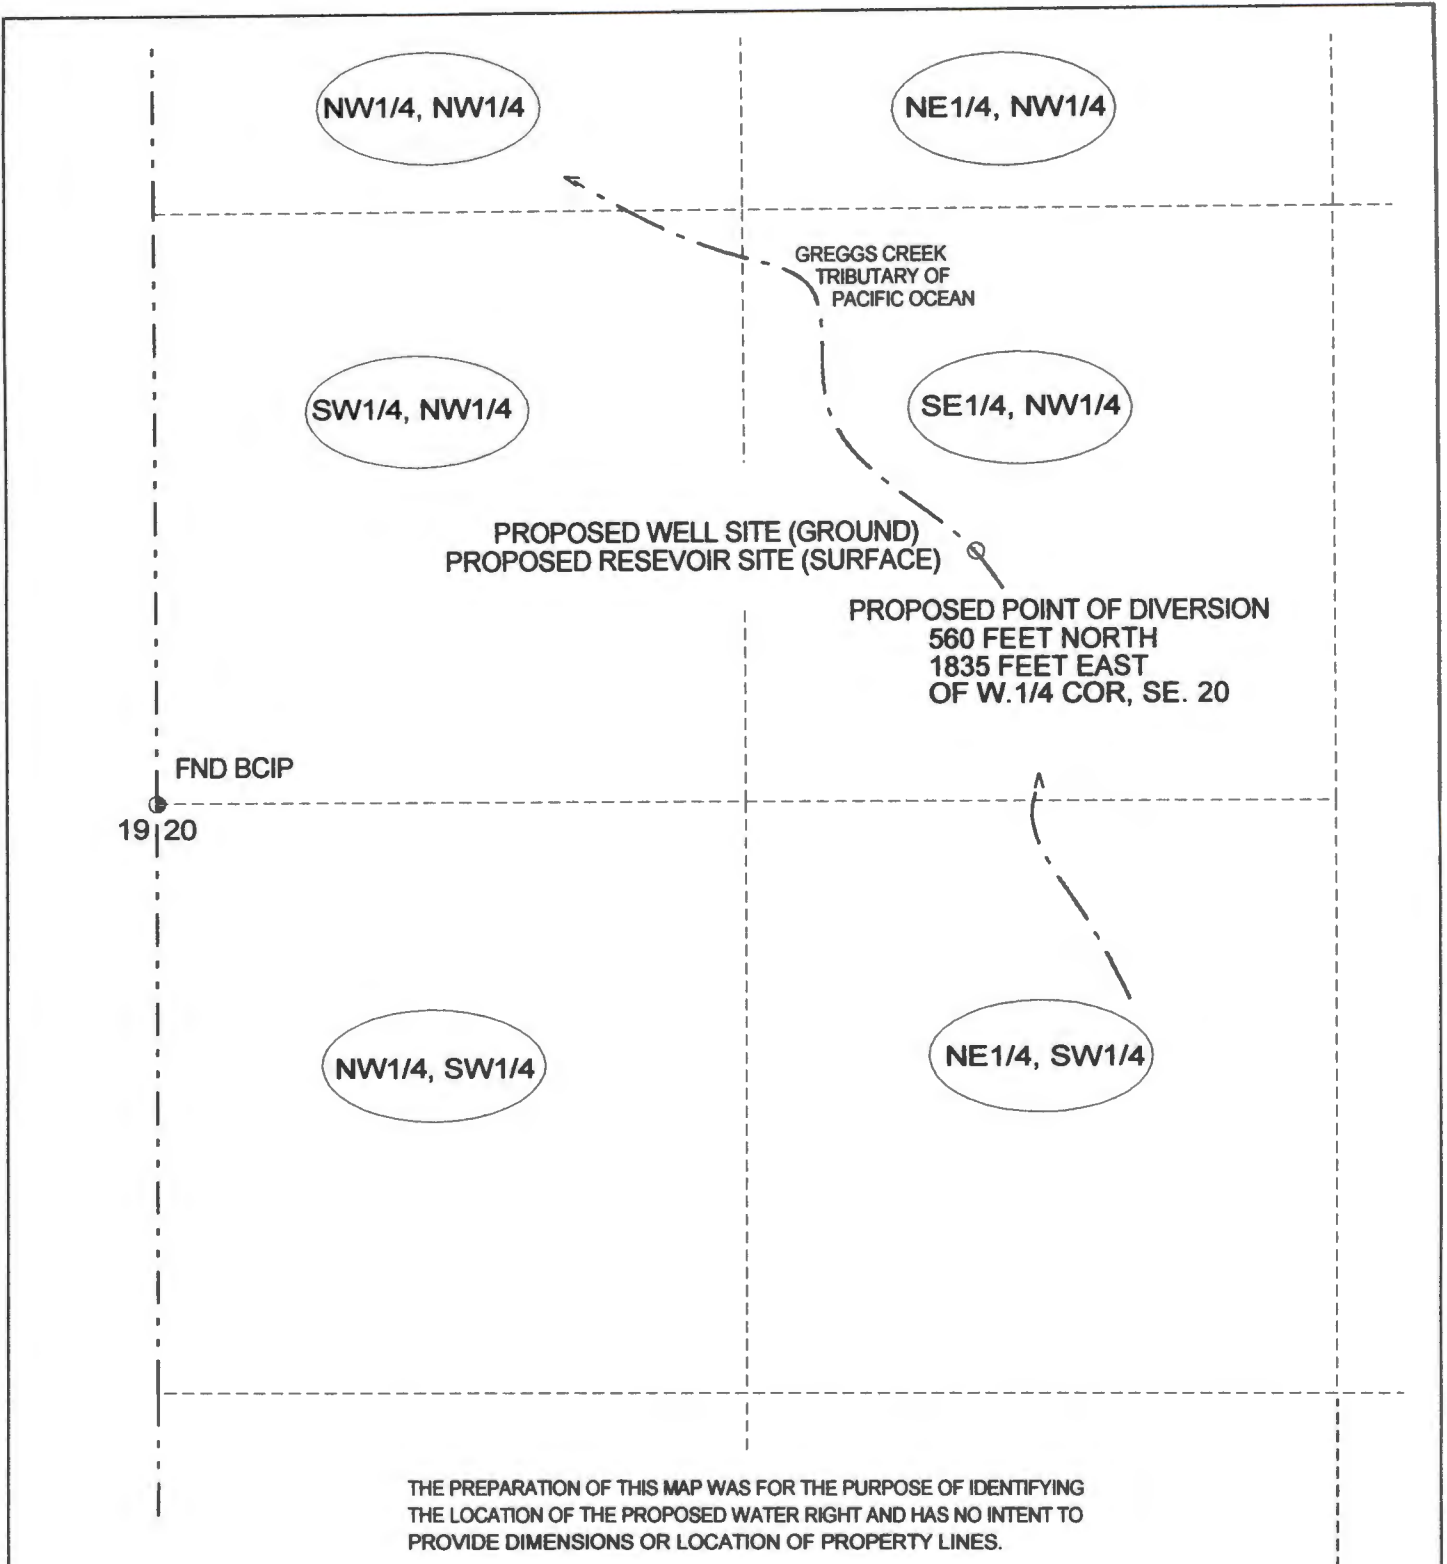 NW1/4, NW1/4
NE1/4, NW1/4
GREGGS CREEK
TRIBUTARY OF
PACIFIC OCEAN
SW1/4, NW1/4
SE1/4, NW1/4
PROPOSED WELL SITE (GROUND)
PROPOSED RESEVOIR SITE (SURFACE)
PROPOSED POINT OF DIVERSION
560 FEET NORTH
1835 FEET EAST
OF W.1/4 COR, SE. 20
FND BCIP
19 20
NW1/4, SW1/4
NE1/4, SW1/4
THE PREPARATION OF THIS MAP WAS FOR THE PURPOSE OF IDENTIFYING
THE LOCATION OF THE PROPOSED WATER RIGHT AND HAS NO INTENT TO
PROVIDE DIMENSIONS OR LOCATION OF PROPERTY LINES.